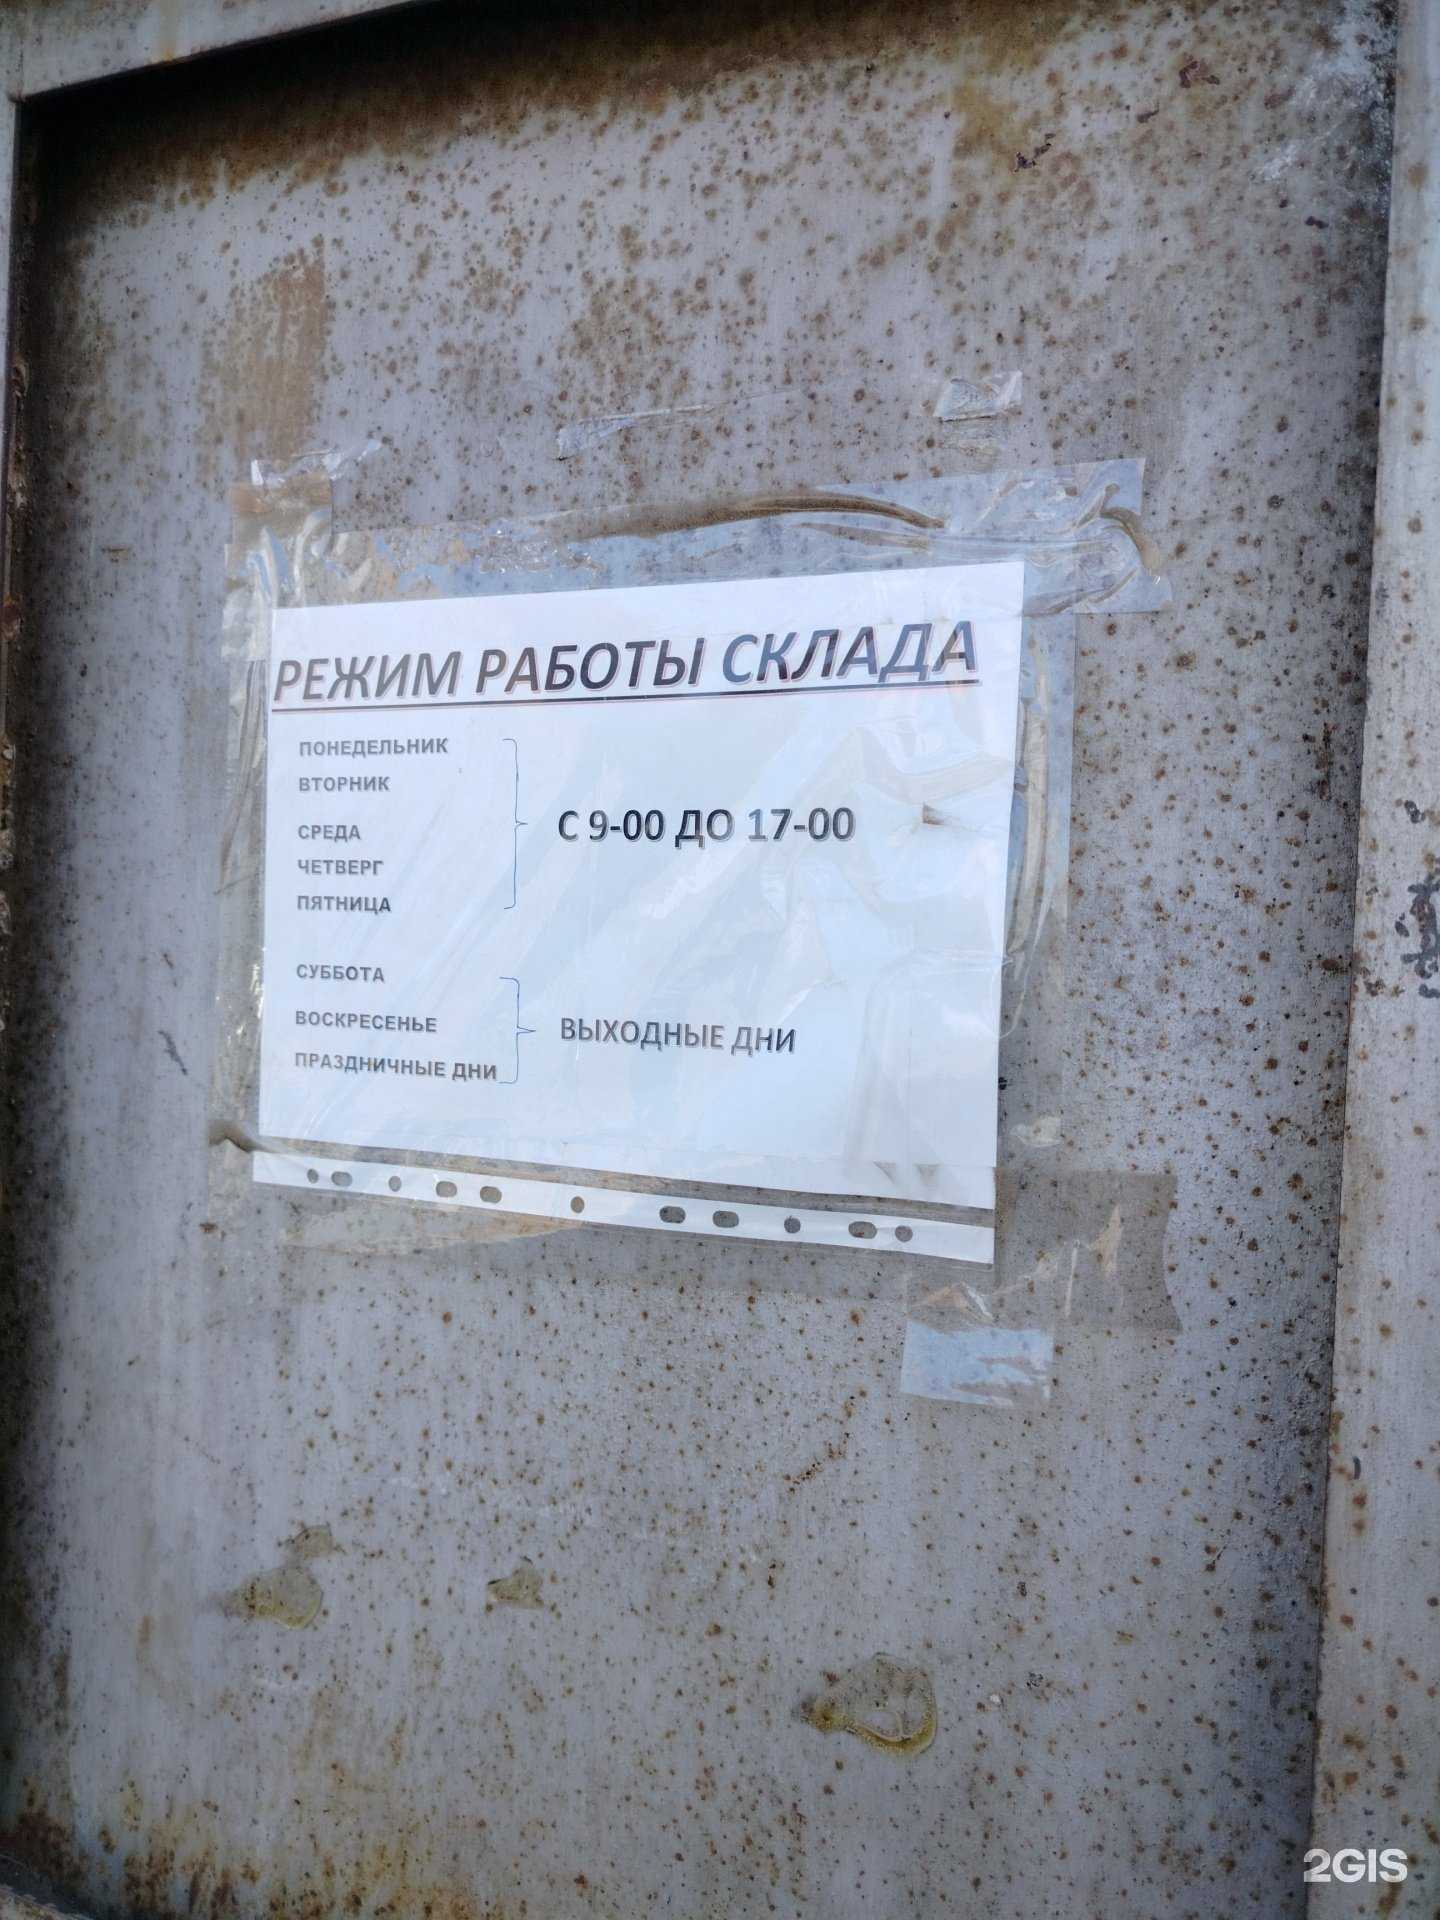 РЕЖИМ РАБОТЫ СКЛАДА
ПОНЕДЕЛЬНИК
ВТОРНИК
СРЕДА
ЧЕТВЕРГ
ПЯТНИЦА
С 9-00 ДО 17-00
СУББОТА
ВОСКРЕСЕНЬЕ
ПРАЗДНИЧНЫЕ ДНИ
ВЫХОДНЫЕ ДНИ
2GIS